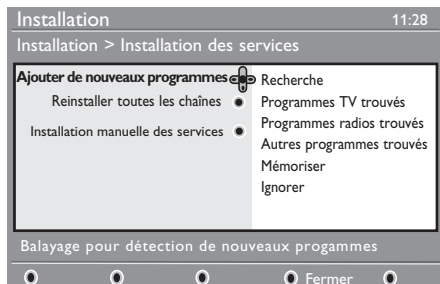 Installation 11:28
Installation > Installation des services
Ajouter de nouveaux programmes
Reinstaller toutes les chaînes
Installation manuelle des services
Recherche
Programmes TV trouvés
Programmes radios trouvés
Autres programmes trouvés
Mémoriser
Ignorer
Balayage pour détection de nouveaux progammes
Fermer